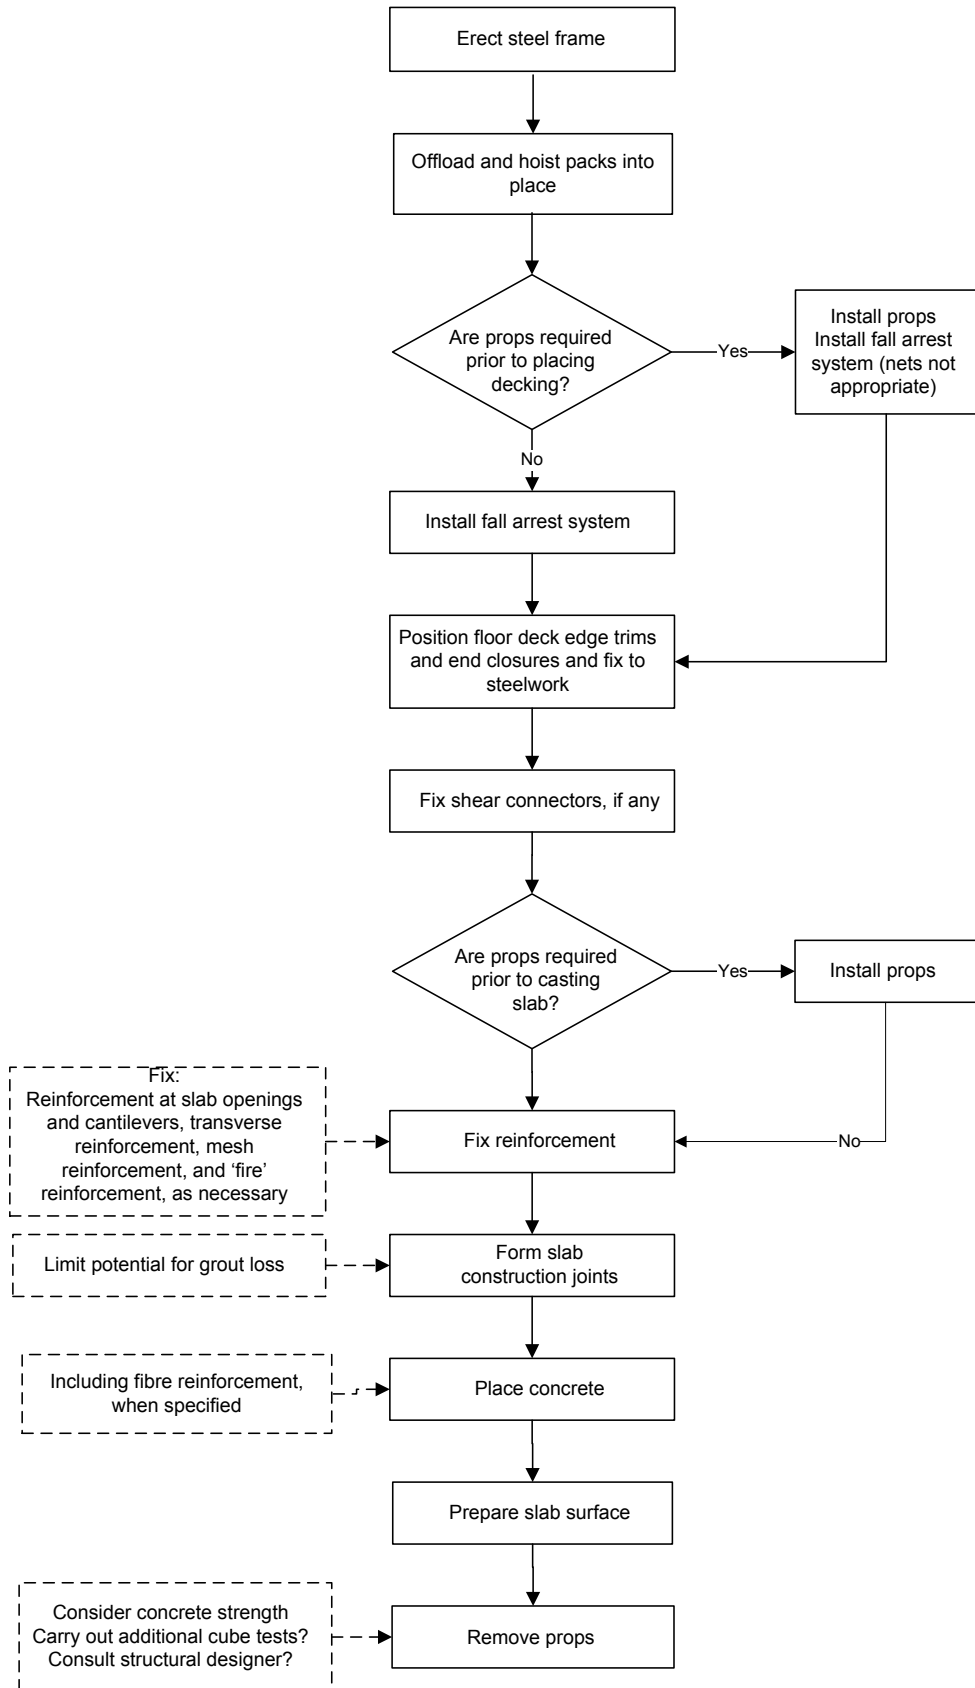 Erect steel frame
Offload and hoist packs into
place
Are props required
prior to placing
decking?
Yes
Install props
Install fall arrest
system (nets not
appropriate)
No
Install fall arrest system
Position floor deck edge trims
and end closures and fix to
steelwork
Fix shear connectors, if any
Are props required
prior to casting
slab?
Yes
Install props
Fix:
Reinforcement at slab openings
and cantilevers, transverse
reinforcement, mesh
reinforcement, and ‘fire’
reinforcement, as necessary
Fix reinforcement
No
Limit potential for grout loss
Form slab
construction joints
Including fibre reinforcement,
when specified
Place concrete
Prepare slab surface
Consider concrete strength
Carry out additional cube tests?
Consult structural designer?
Remove props